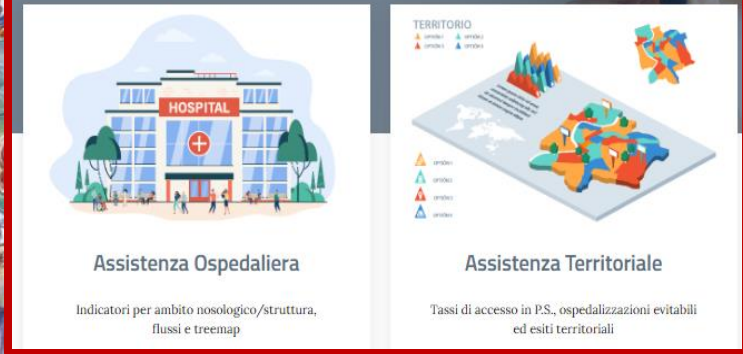 HOSPITAL
Assistenza Ospedaliera
Indicatori per ambito nosologico/struttura,
flussi e treemap
TERRITORIO
Assistenza Territoriale
Tassi di accesso in P.S., ospedalizzazioni evitabili
ed esiti territoriali